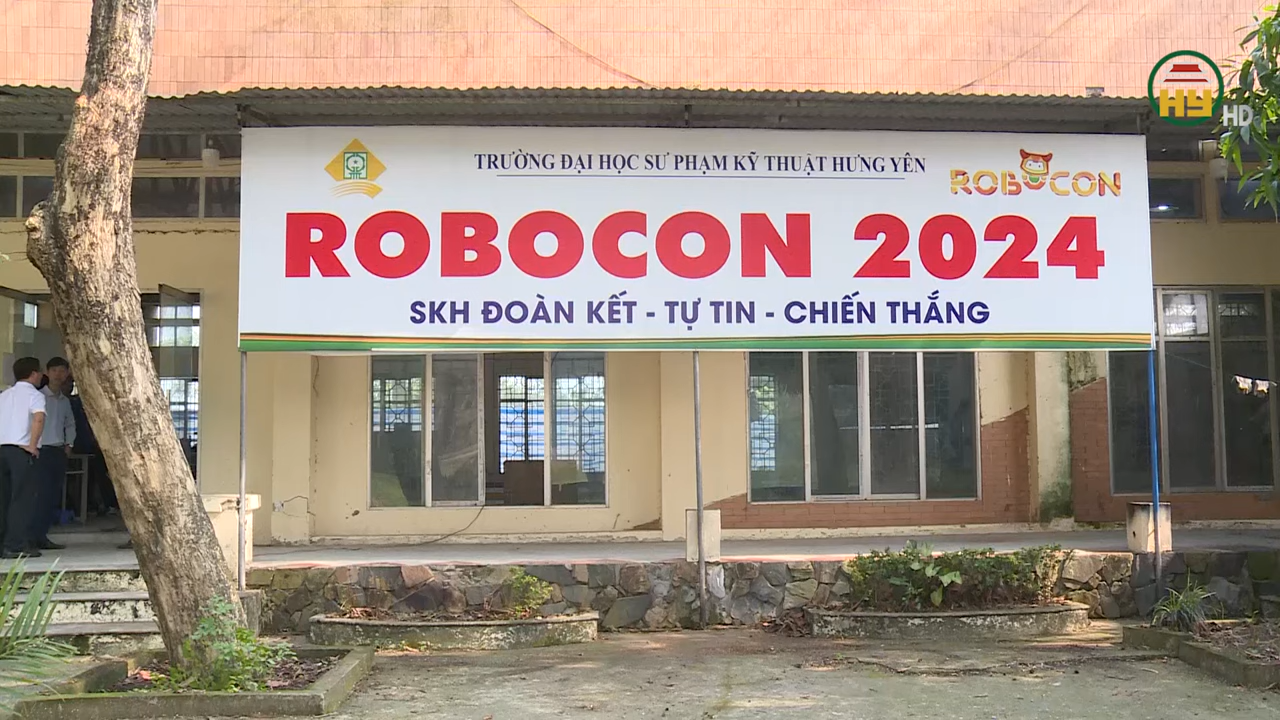 HY HD
TRƯỜNG ĐẠI HỌC SƯ PHẠM KỸ THUẬT HƯNG YÊN
ROBOCON
ROBOCON 2024
SKH ĐOÀN KẾT - TỰ TIN - CHIẾN THẮNG